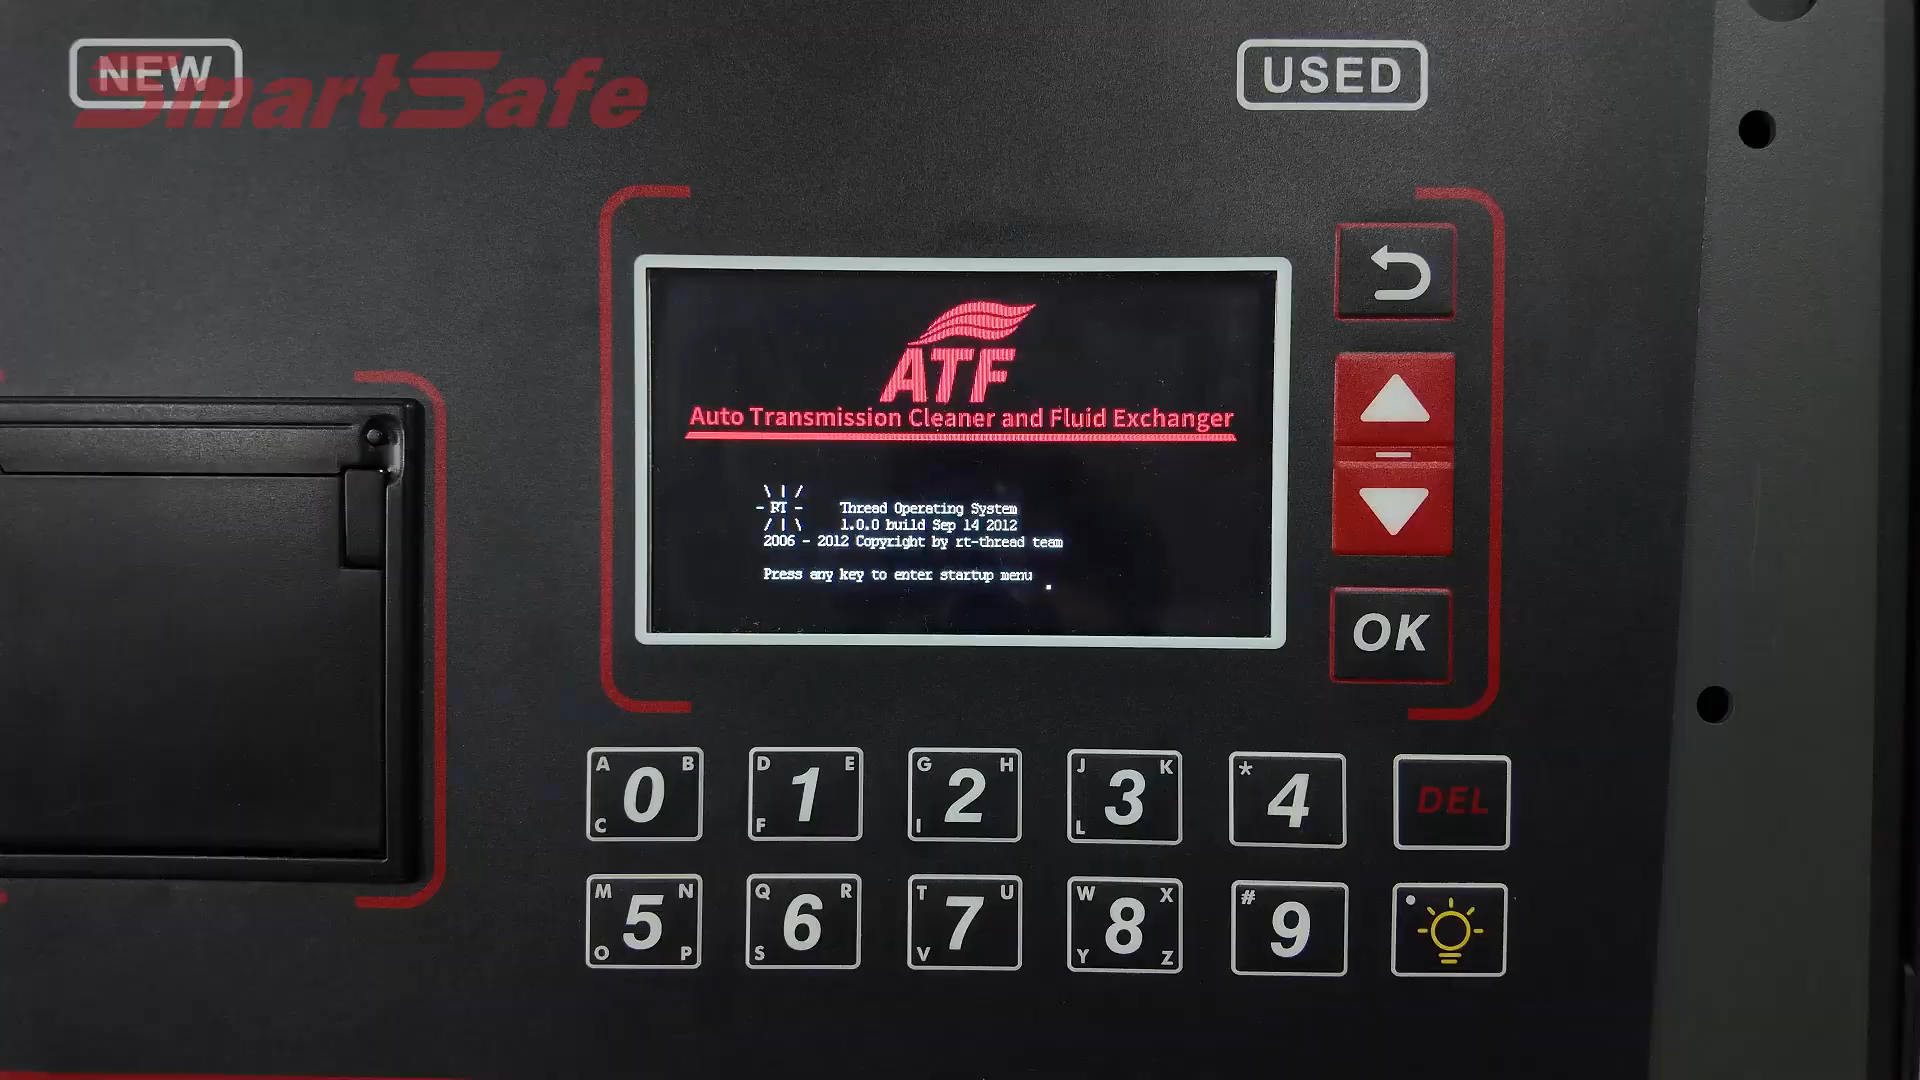 NEW
SmartSafe
USED
ATF
Auto Transmission Cleaner and Fluid Exchanger
\ | /
- RT - Thread Operating System
/ | \ 1.0.0 build Sep 14 2012
2006 - 2012 Copyright by rt-thread team
Press any key to enter startup menu
.
OK
A B 0 C
D E 1 F
G H 2 I
J K 3 L
* 4
DEL
M N 5 O P
Q R 6 S
T U 7 V
W X 8 Y Z
# 9